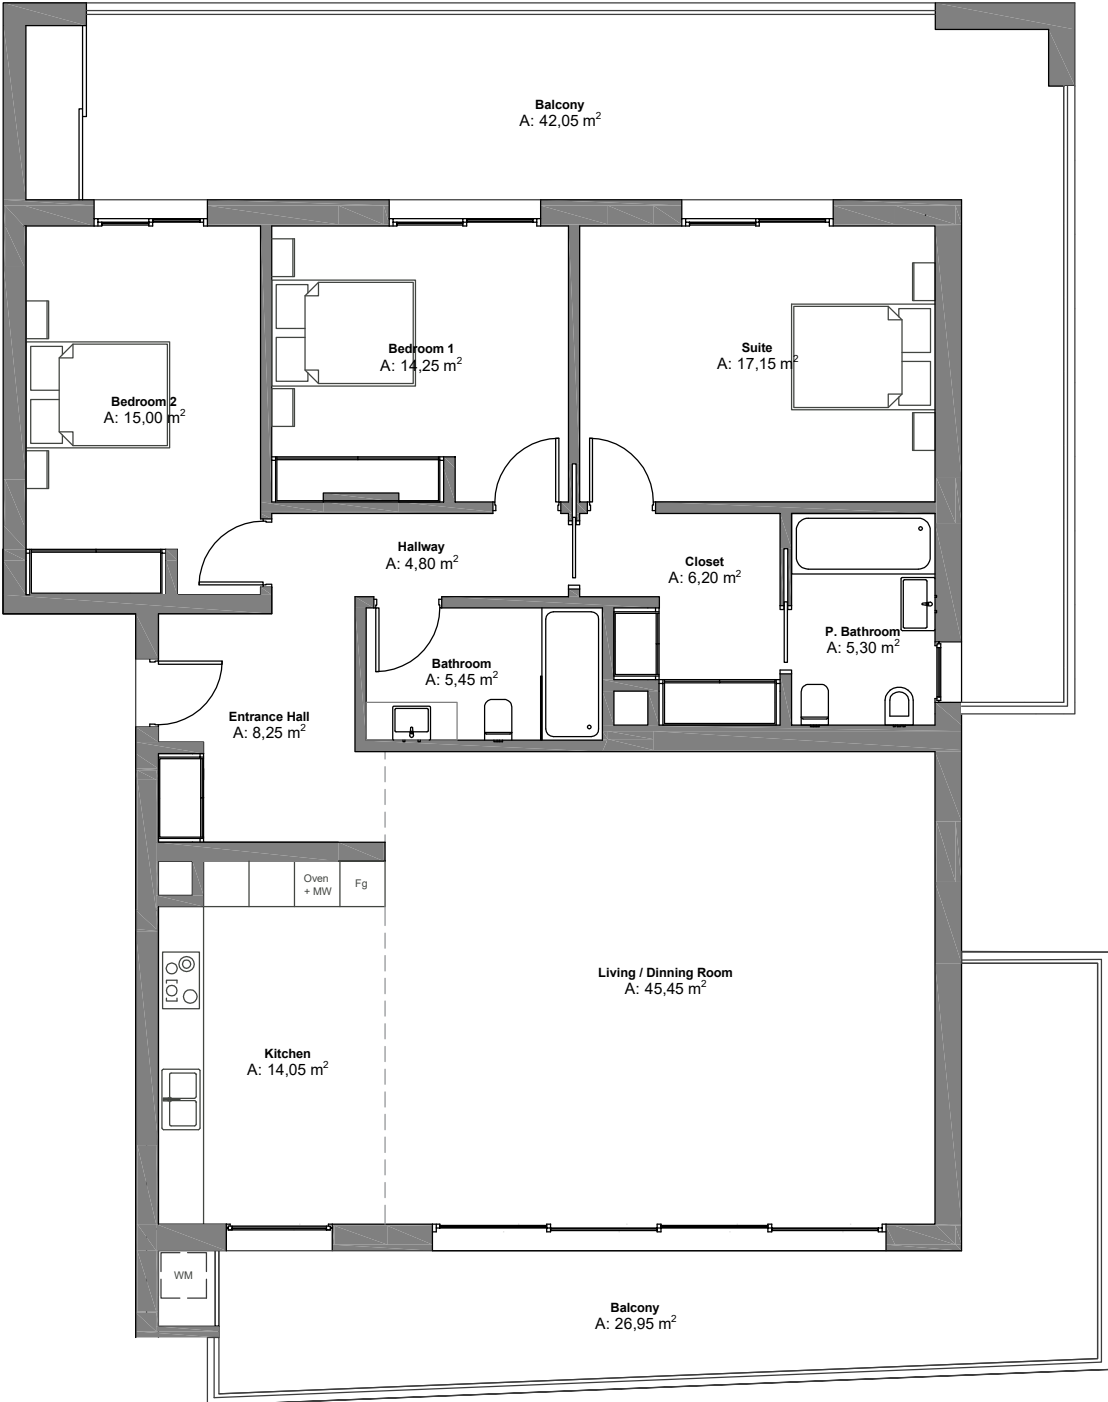 Balcony
A: 42,05 m²
Bedroom 1
A: 14,25 m²
Suite
A: 17,15 m²
Bedroom 2
A: 15,00 m²
Hallway
A: 4,80 m²
Closet
A: 6,20 m²
P. Bathroom
A: 5,30 m²
Bathroom
A: 5,45 m²
Entrance Hall
A: 8,25 m²
Oven
+ MW
Fg
Living / Dinning Room
A: 45,45 m²
Kitchen
A: 14,05 m²
WM
Balcony
A: 26,95 m²